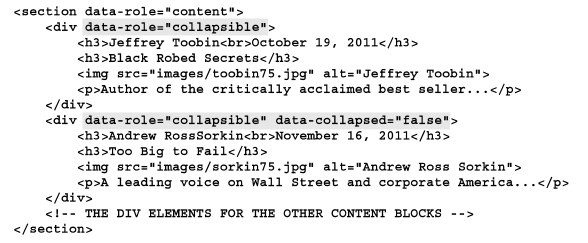 <section data-role="content">
<div data-role="collapsible">
<h3>Jeffrey Toobin<br>October 19, 2011</h3>
<h3>Black Robed Secrets</h3>
<img src="images/toobin75.jpg" alt="Jeffrey Toobin">
<p>Author of the critically acclaimed best seller...</p>
</div>
<div data-role="collapsible" data-collapsed="false">
<h3>Andrew RossSorkin<br>November 16, 2011</h3>
<h3>Too Big to Fail</h3>
<img src="images/sorkin75.jpg" alt="Andrew Ross Sorkin">
<p>A leading voice on Wall Street and corporate America...</p>
</div>
<!-- THE DIV ELEMENTS FOR THE OTHER CONTENT BLOCKS -->
</section>